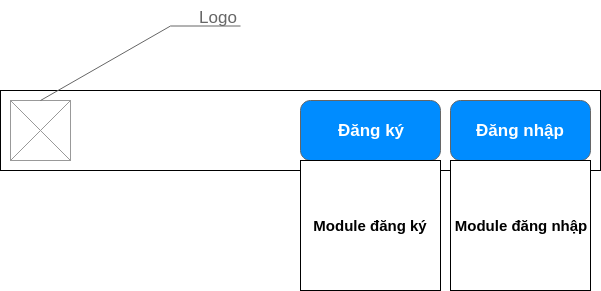 Logo
Đăng ký
Đăng nhập
Module đăng ký
Module đăng nhập